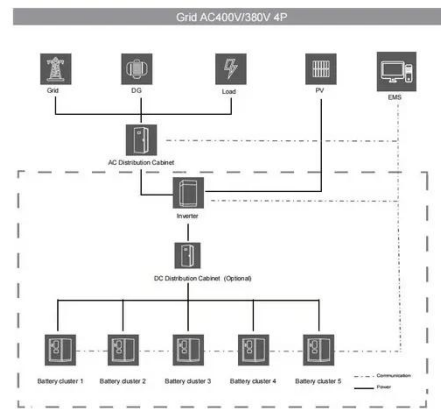 Grid AC400V/380V 4P
Grid
DG
Load
PV
EMS
AC Distribution Cabinet
Inverter
DC Distribution Cabinet (Optional)
Battery cluster 1
Battery cluster 2
Battery cluster 3
Battery cluster 4
Battery cluster 5
Communication
Power